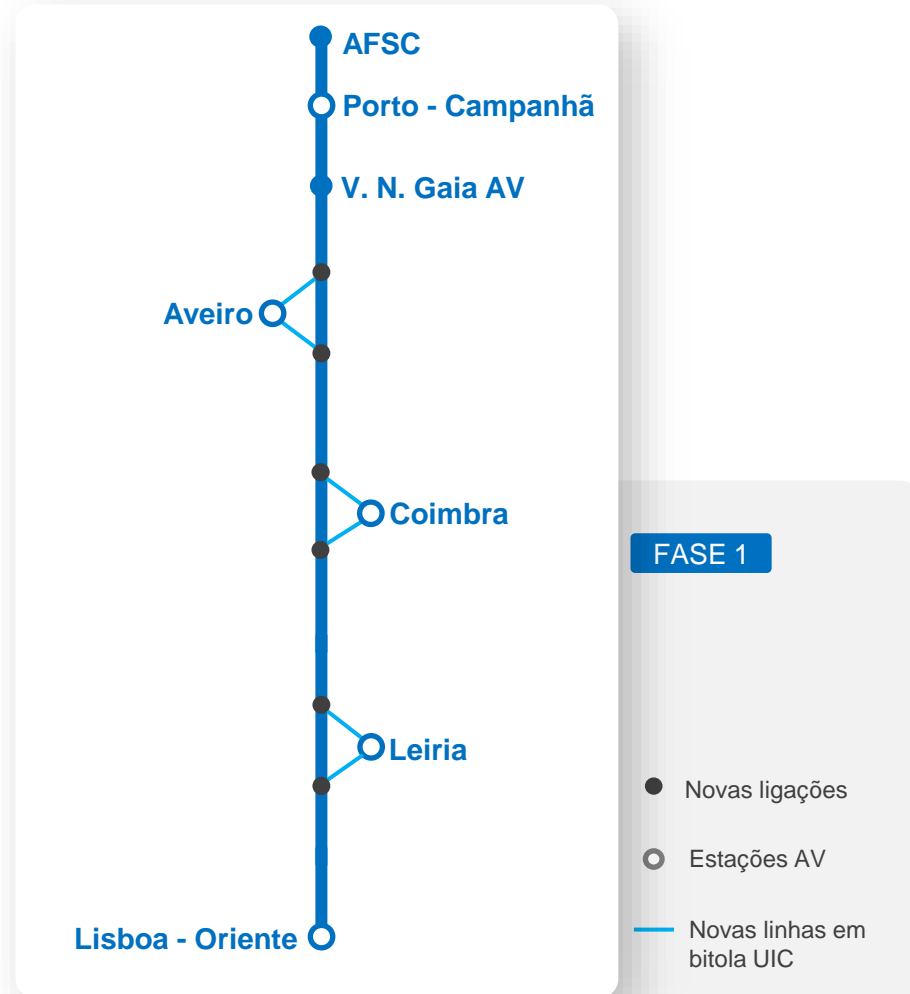 AFSC
Porto - Campanhã
V. N. Gaia AV
Aveiro
Coimbra
FASE 1
Leiria
Novas ligações
Estações AV
Lisboa - Oriente
Novas linhas em
bitola UIC